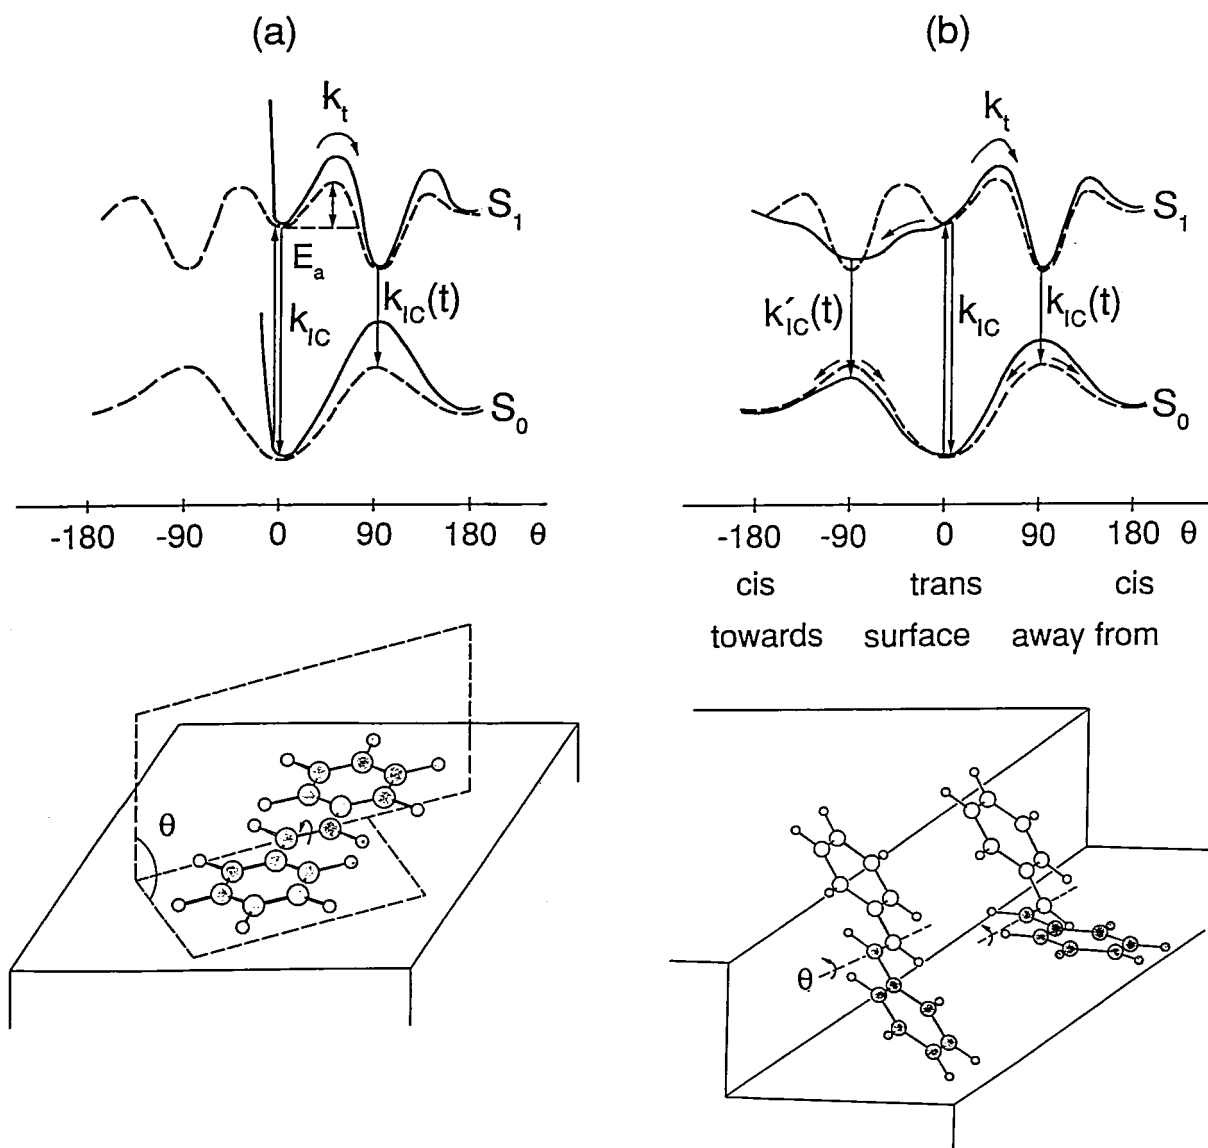 (a)
k_t
S_1
E_a
k_IC
k_IC(t)
S_0
-180 -90 0 90 180 θ
θ
(b)
k_t
S_1
k′_IC(t)
k_IC
k_IC(t)
S_0
-180 -90 0 90 180 θ
cis trans cis
towards surface away from
θ